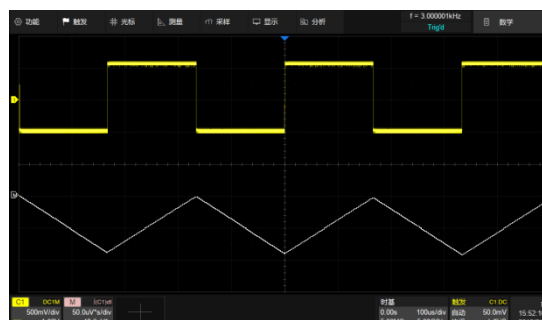 功能 触发 光标 测量 采样 显示 分析 f = 3.000001kHz 数学
Trig'd
M
C1 DC1M M 时基 触发 C1 DC
500mV/div 50.0uV*s/div 0.00s 100us/div 自动 50.0mV